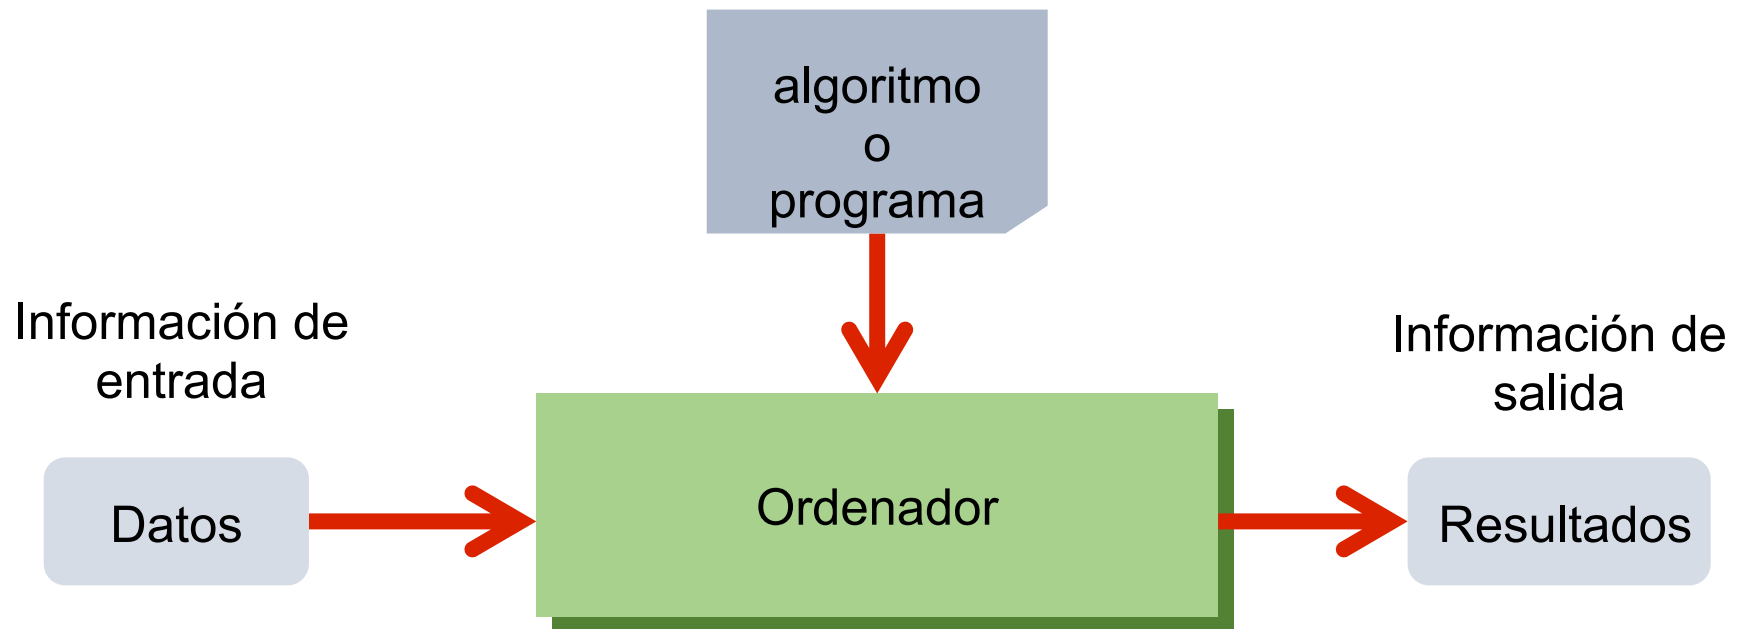 algoritmo
o
programa
Información de
entrada
Datos
Ordenador
Información de
salida
Resultados